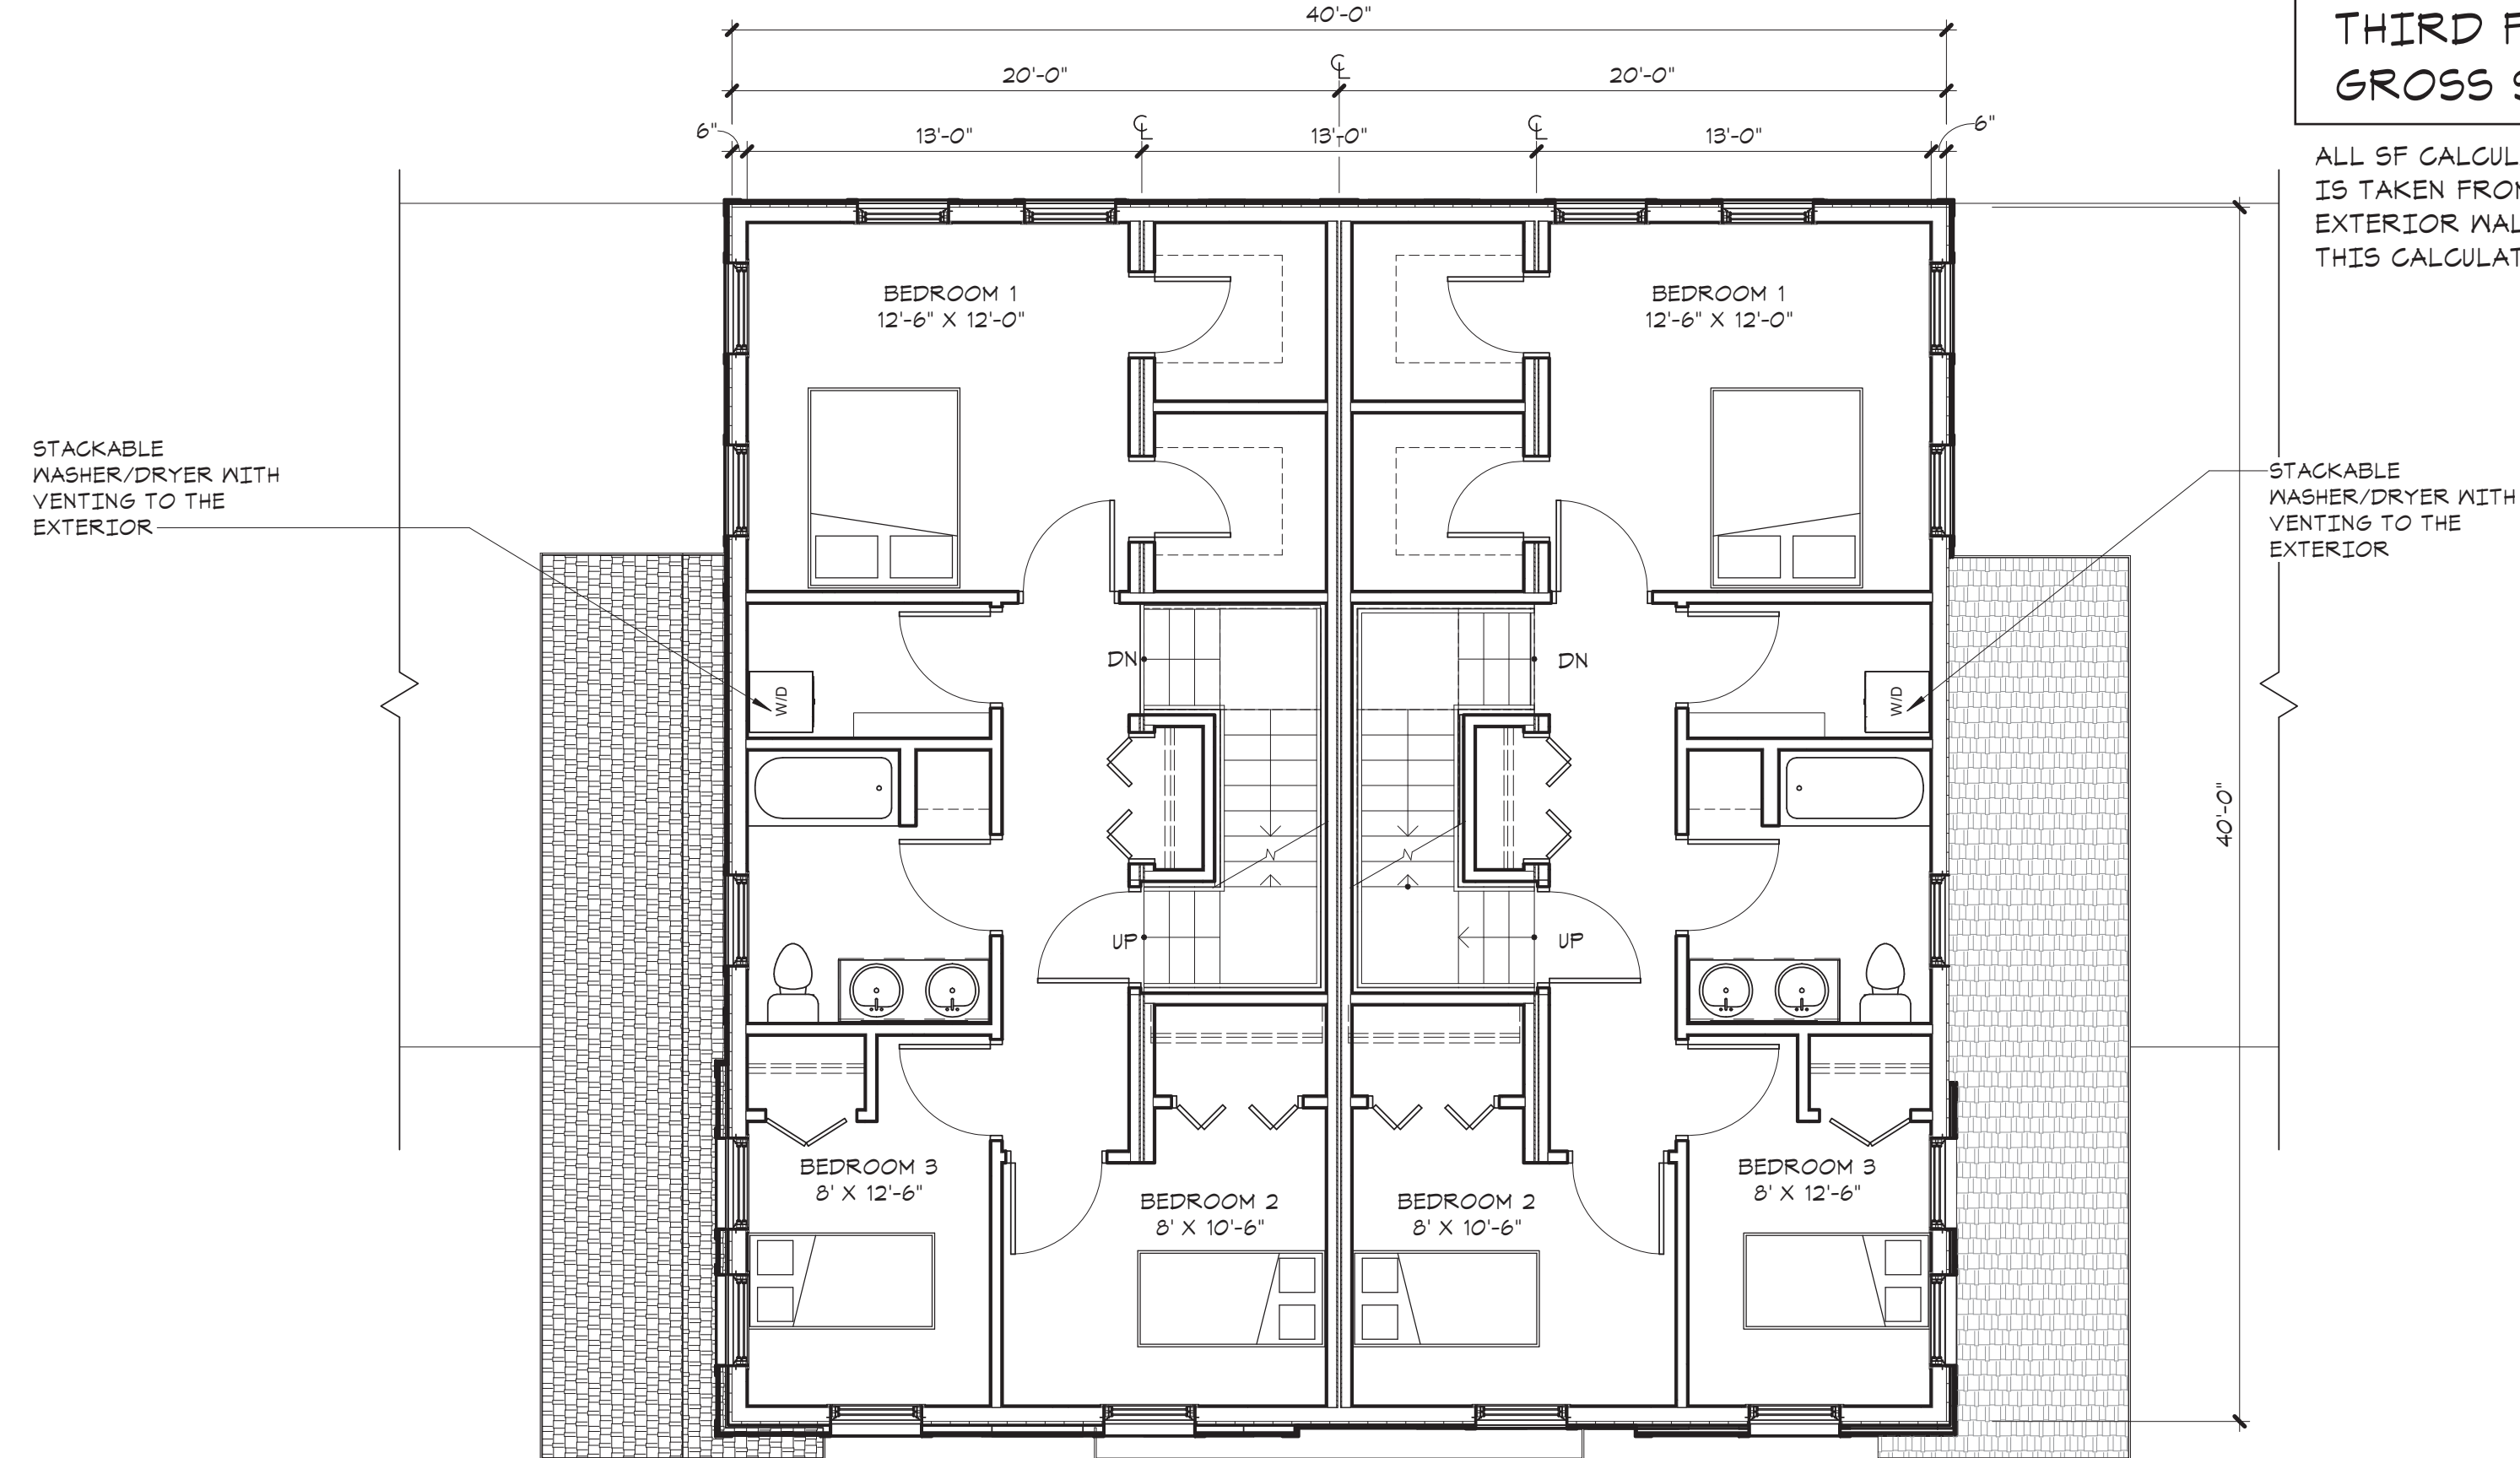 40'-0"
20'-0"
20'-0"
6"
13'-0"
13'-0"
13'-0"
6"
THIRD
GROSS
ALL SF
IS TAKEN
EXTERIOR
THIS
BEDROOM 1
12'-6" X 12'-0"
BEDROOM 1
12'-6" X 12'-0"
STACKABLE
WASHER/DRYER WITH
VENTING TO THE
EXTERIOR
STACKABLE
WASHER/DRYER WITH
VENTING TO THE
EXTERIOR
DN
DN
W/D
W/D
40'-0"
UP
UP
BEDROOM 3
8' X 12'-6"
BEDROOM 2
8' X 10'-6"
BEDROOM 2
8' X 10'-6"
BEDROOM 3
8' X 12'-6"